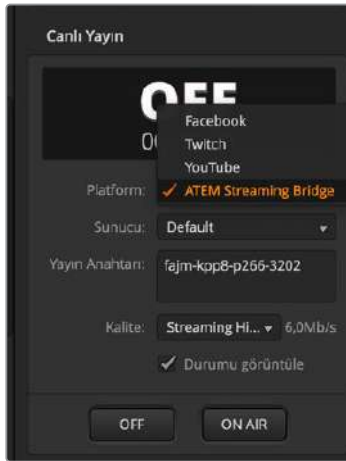 Canlı Yayın
OFF
Facebook
Twitch
YouTube
Platform: ✓ ATEM Streaming Bridge
Sunucu: Default
Yayın Anahtarı: fajm-kpp8-p266-3202
Kalite: Streaming Hi... 6,0Mb/s
✓ Durumu görüntüle
OFF ON AIR